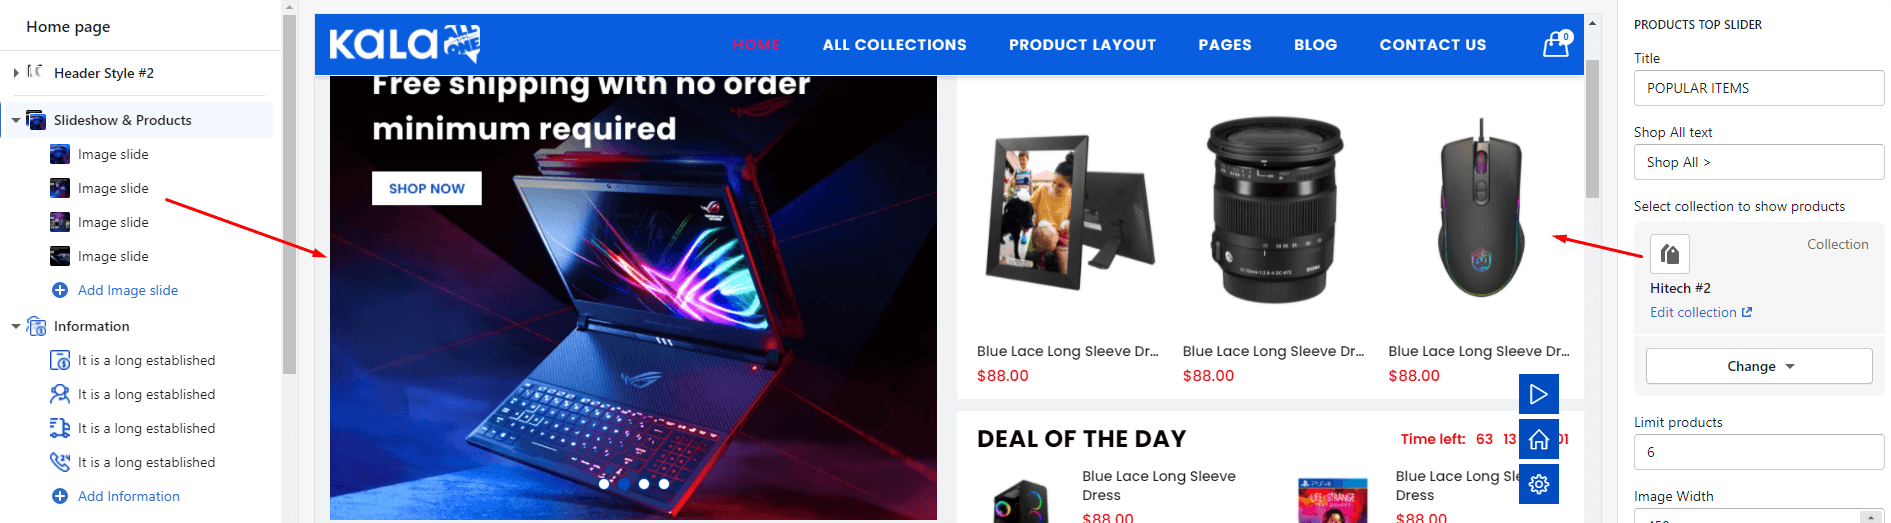 Home page
Header Style #2
Slideshow & Products
Image slide
Image slide
Image slide
Image slide
Add Image slide
Information
It is a long established
It is a long established
It is a long established
It is a long established
Add Information
KALA ALL ONE
HOME ALL COLLECTIONS PRODUCT LAYOUT PAGES BLOG CONTACT US 0
Free shipping with no order
minimum required
SHOP NOW
Blue Lace Long Sleeve Dr...
$88.00
Blue Lace Long Sleeve Dr...
$88.00
Blue Lace Long Sleeve Dr...
$88.00
DEAL OF THE DAY
Time left: 63 13 01
Blue Lace Long Sleeve
Dress
$88.00
PS4
LIFE STRANGE
Blue Lace Long
Dress
$88.00
PRODUCTS TOP SLIDER
Title
POPULAR ITEMS
Shop All text
Shop All >
Select collection to show products
Collection
Hitech #2
Edit collection
Change
Limit products
6
Image Width